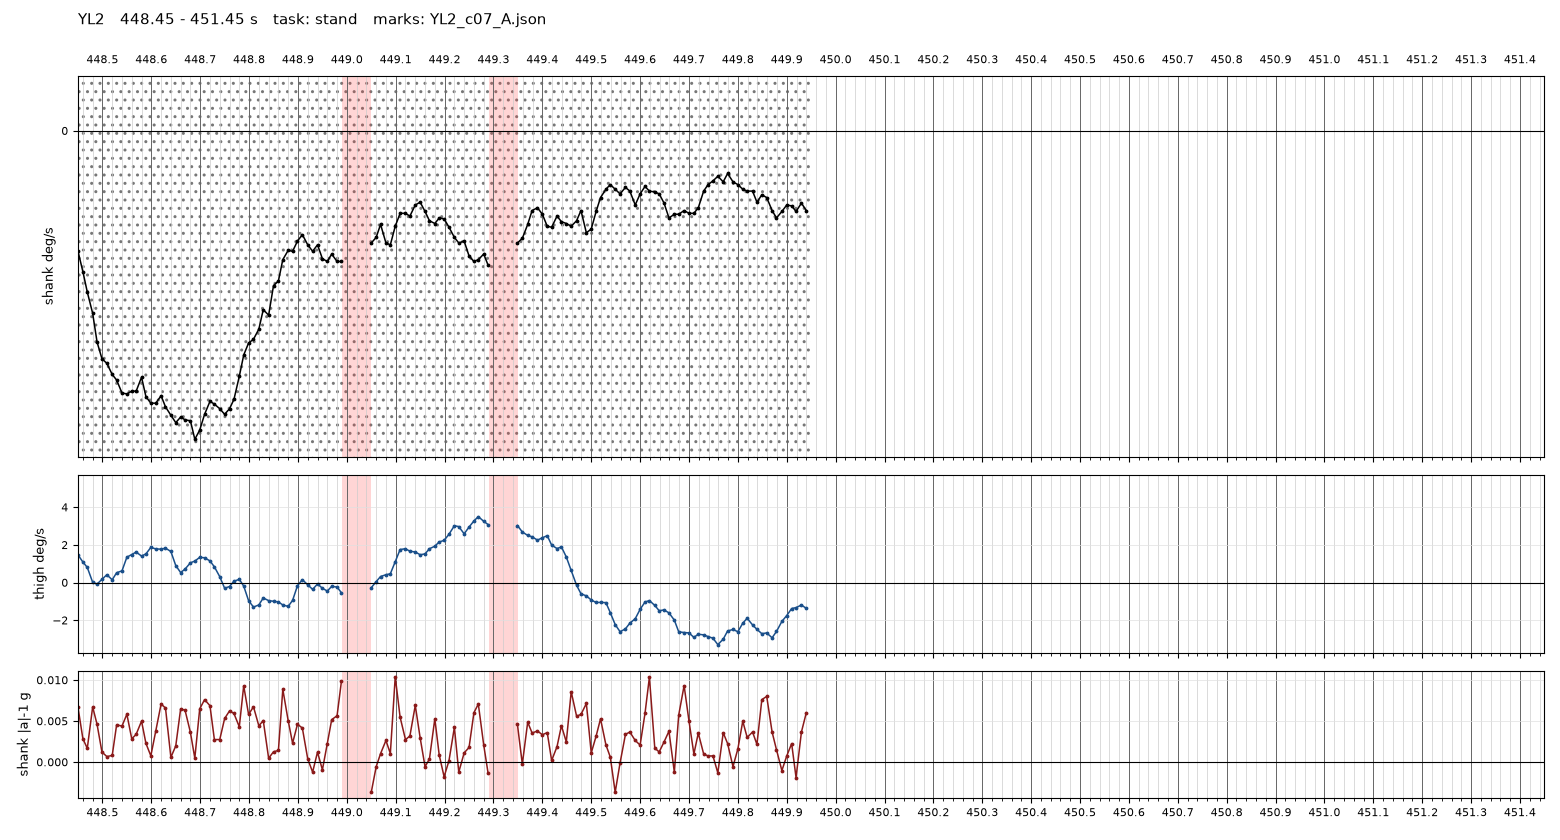 YL2   448.45 - 451.45 s   task: stand   marks: YL2_c07_A.json
448.5 448.6 448.7 448.8 448.9 449.0 449.1 449.2 449.3 449.4 449.5 449.6 449.7 449.8 449.9 450.0 450.1 450.2 450.3 450.4 450.5 450.6 450.7 450.8 450.9 451.0 451.1 451.2 451.3 451.4
0
shank deg/s
4
2
0
−2
thigh deg/s
0.010
0.005
0.000
shank |a|-1 g
448.5 448.6 448.7 448.8 448.9 449.0 449.1 449.2 449.3 449.4 449.5 449.6 449.7 449.8 449.9 450.0 450.1 450.2 450.3 450.4 450.5 450.6 450.7 450.8 450.9 451.0 451.1 451.2 451.3 451.4